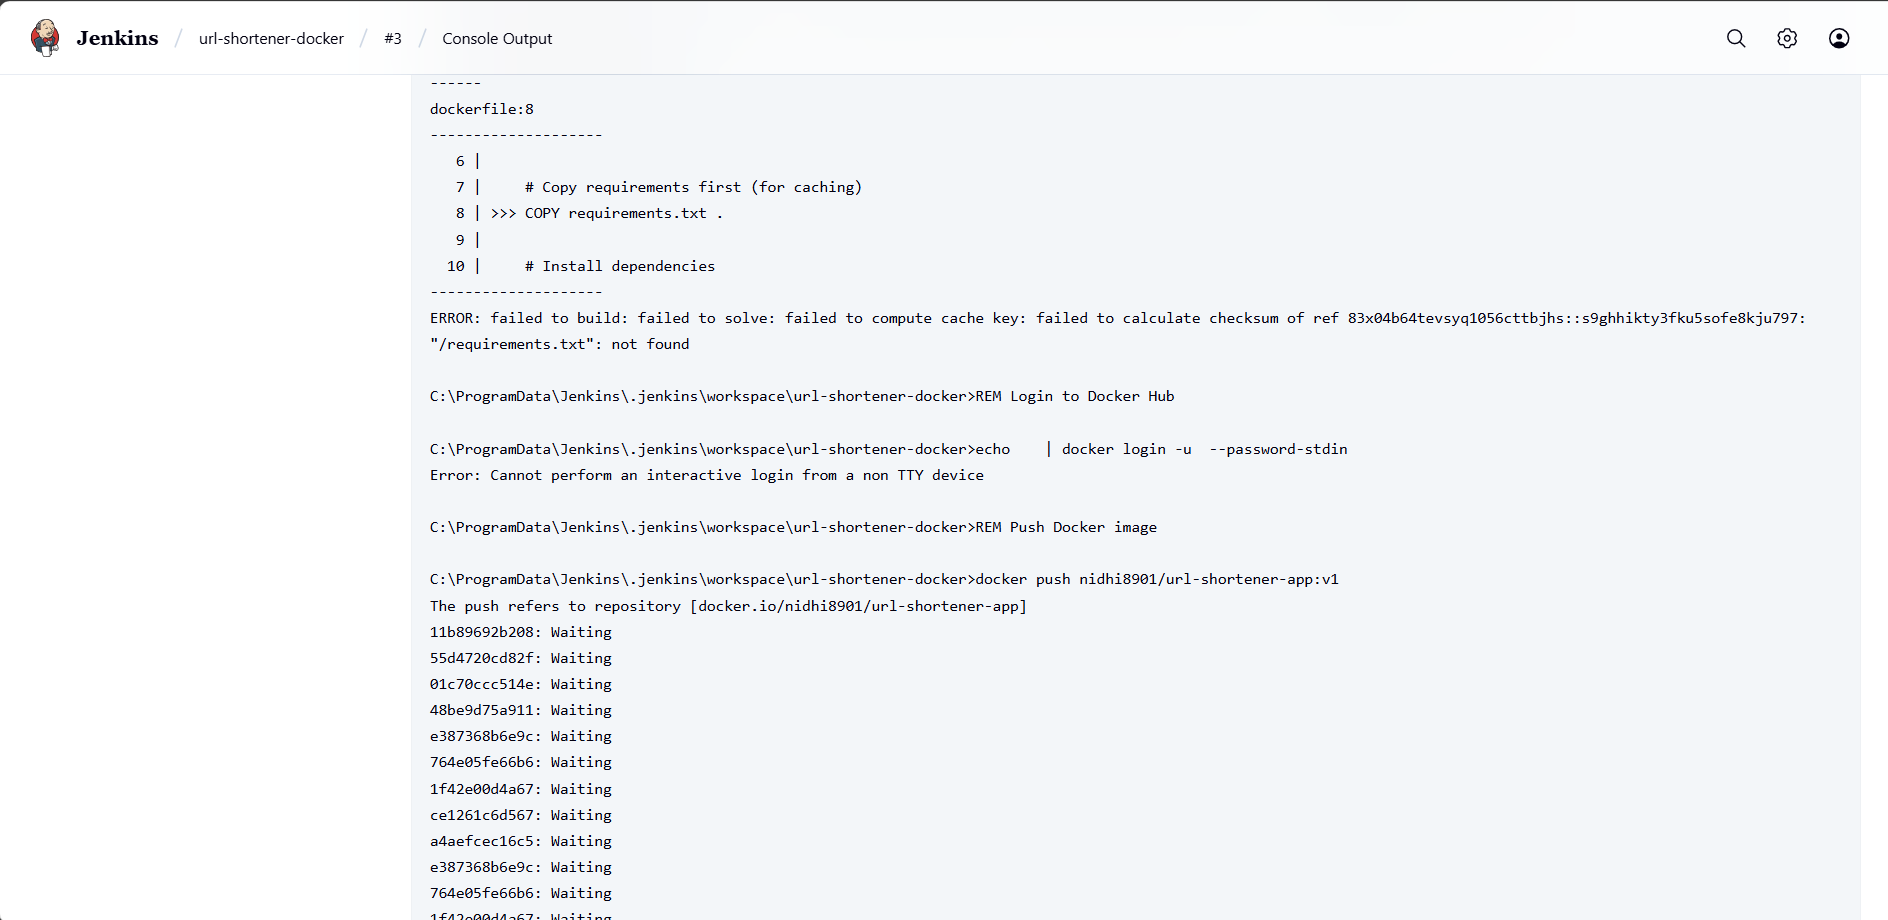 Jenkins / url-shortener-docker / #3 / Console Output
------
dockerfile:8
--------------------
   6 |
   7 |     # Copy requirements first (for caching)
   8 | >>> COPY requirements.txt .
   9 |
  10 |     # Install dependencies
--------------------
ERROR: failed to build: failed to solve: failed to compute cache key: failed to calculate checksum of ref 83x04b64tevsyq1056cttbjhs::s9ghhikty3fku5sofe8kju797:
"/requirements.txt": not found
C:\ProgramData\Jenkins\.jenkins\workspace\url-shortener-docker>REM Login to Docker Hub
C:\ProgramData\Jenkins\.jenkins\workspace\url-shortener-docker>echo    | docker login -u  --password-stdin
Error: Cannot perform an interactive login from a non TTY device
C:\ProgramData\Jenkins\.jenkins\workspace\url-shortener-docker>REM Push Docker image
C:\ProgramData\Jenkins\.jenkins\workspace\url-shortener-docker>docker push nidhi8901/url-shortener-app:v1
The push refers to repository [docker.io/nidhi8901/url-shortener-app]
11b89692b208: Waiting
55d4720cd82f: Waiting
01c70ccc514e: Waiting
48be9d75a911: Waiting
e387368b6e9c: Waiting
764e05fe66b6: Waiting
1f42e00d4a67: Waiting
ce1261c6d567: Waiting
a4aefcec16c5: Waiting
e387368b6e9c: Waiting
764e05fe66b6: Waiting
1f42e00d4a67: Waiting